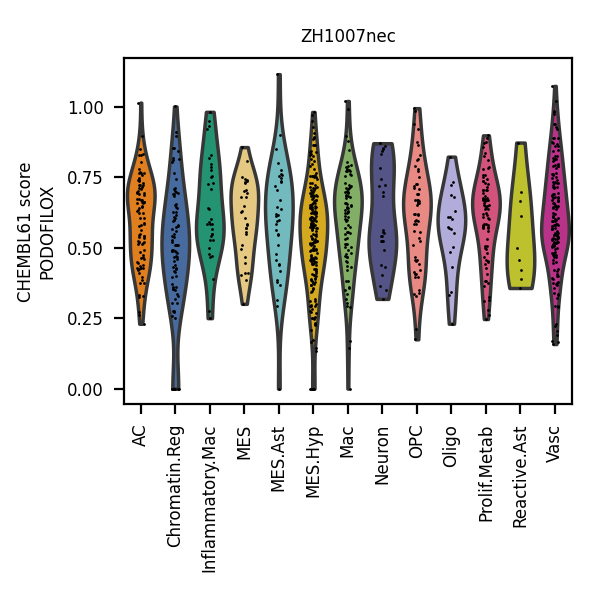 ZH1007nec
CHEMBL61 score
PODOFILOX
1.00
0.75
0.50
0.25
0.00
AC
Chromatin.Reg
Inflammatory.Mac
MES
MES.Ast
MES.Hyp
Mac
Neuron
OPC
Oligo
Prolif.Metab
Reactive.Ast
Vasc